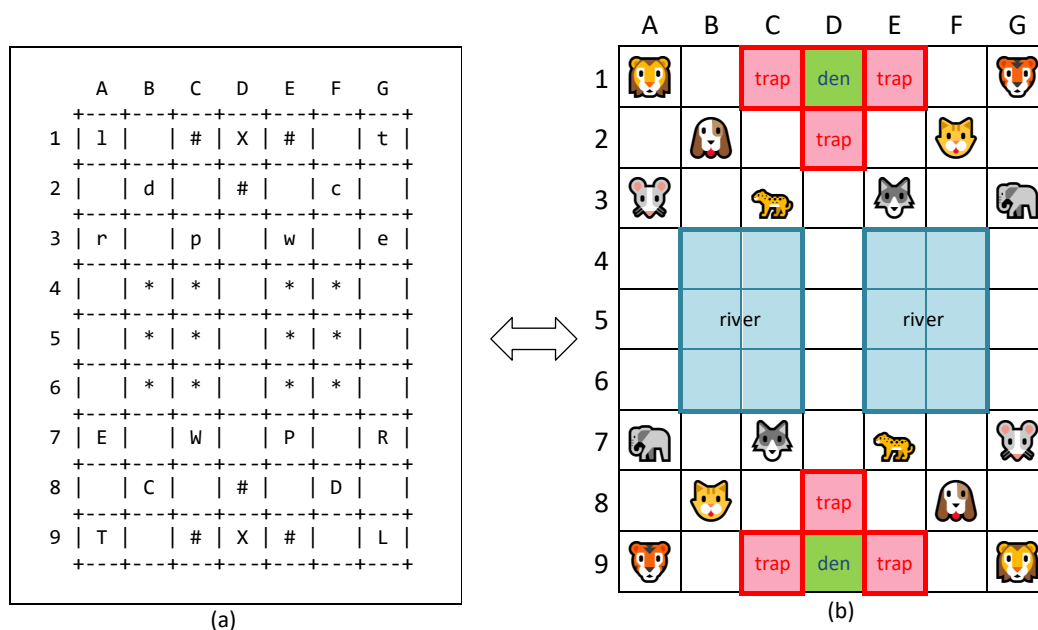 A B C D E F G
+---+---+---+---+---+---+---+
1 | l |   | # | X | # |   | t |
+---+---+---+---+---+---+---+
2 |   | d |   | # |   | c |   |
+---+---+---+---+---+---+---+
3 | r |   | p |   | w |   | e |
+---+---+---+---+---+---+---+
4 |   | * | * |   | * | * |   |
+---+---+---+---+---+---+---+
5 |   | * | * |   | * | * |   |
+---+---+---+---+---+---+---+
6 |   | * | * |   | * | * |   |
+---+---+---+---+---+---+---+
7 | E |   | W |   | P |   | R |
+---+---+---+---+---+---+---+
8 |   | C |   | # |   | D |   |
+---+---+---+---+---+---+---+
9 | T |   | # | X | # |   | L |
+---+---+---+---+---+---+---+
(a)
A B C D E F G
1 trap den trap
2 trap
3
4
5 river river
6
7
8 trap
9 trap den trap
(b)